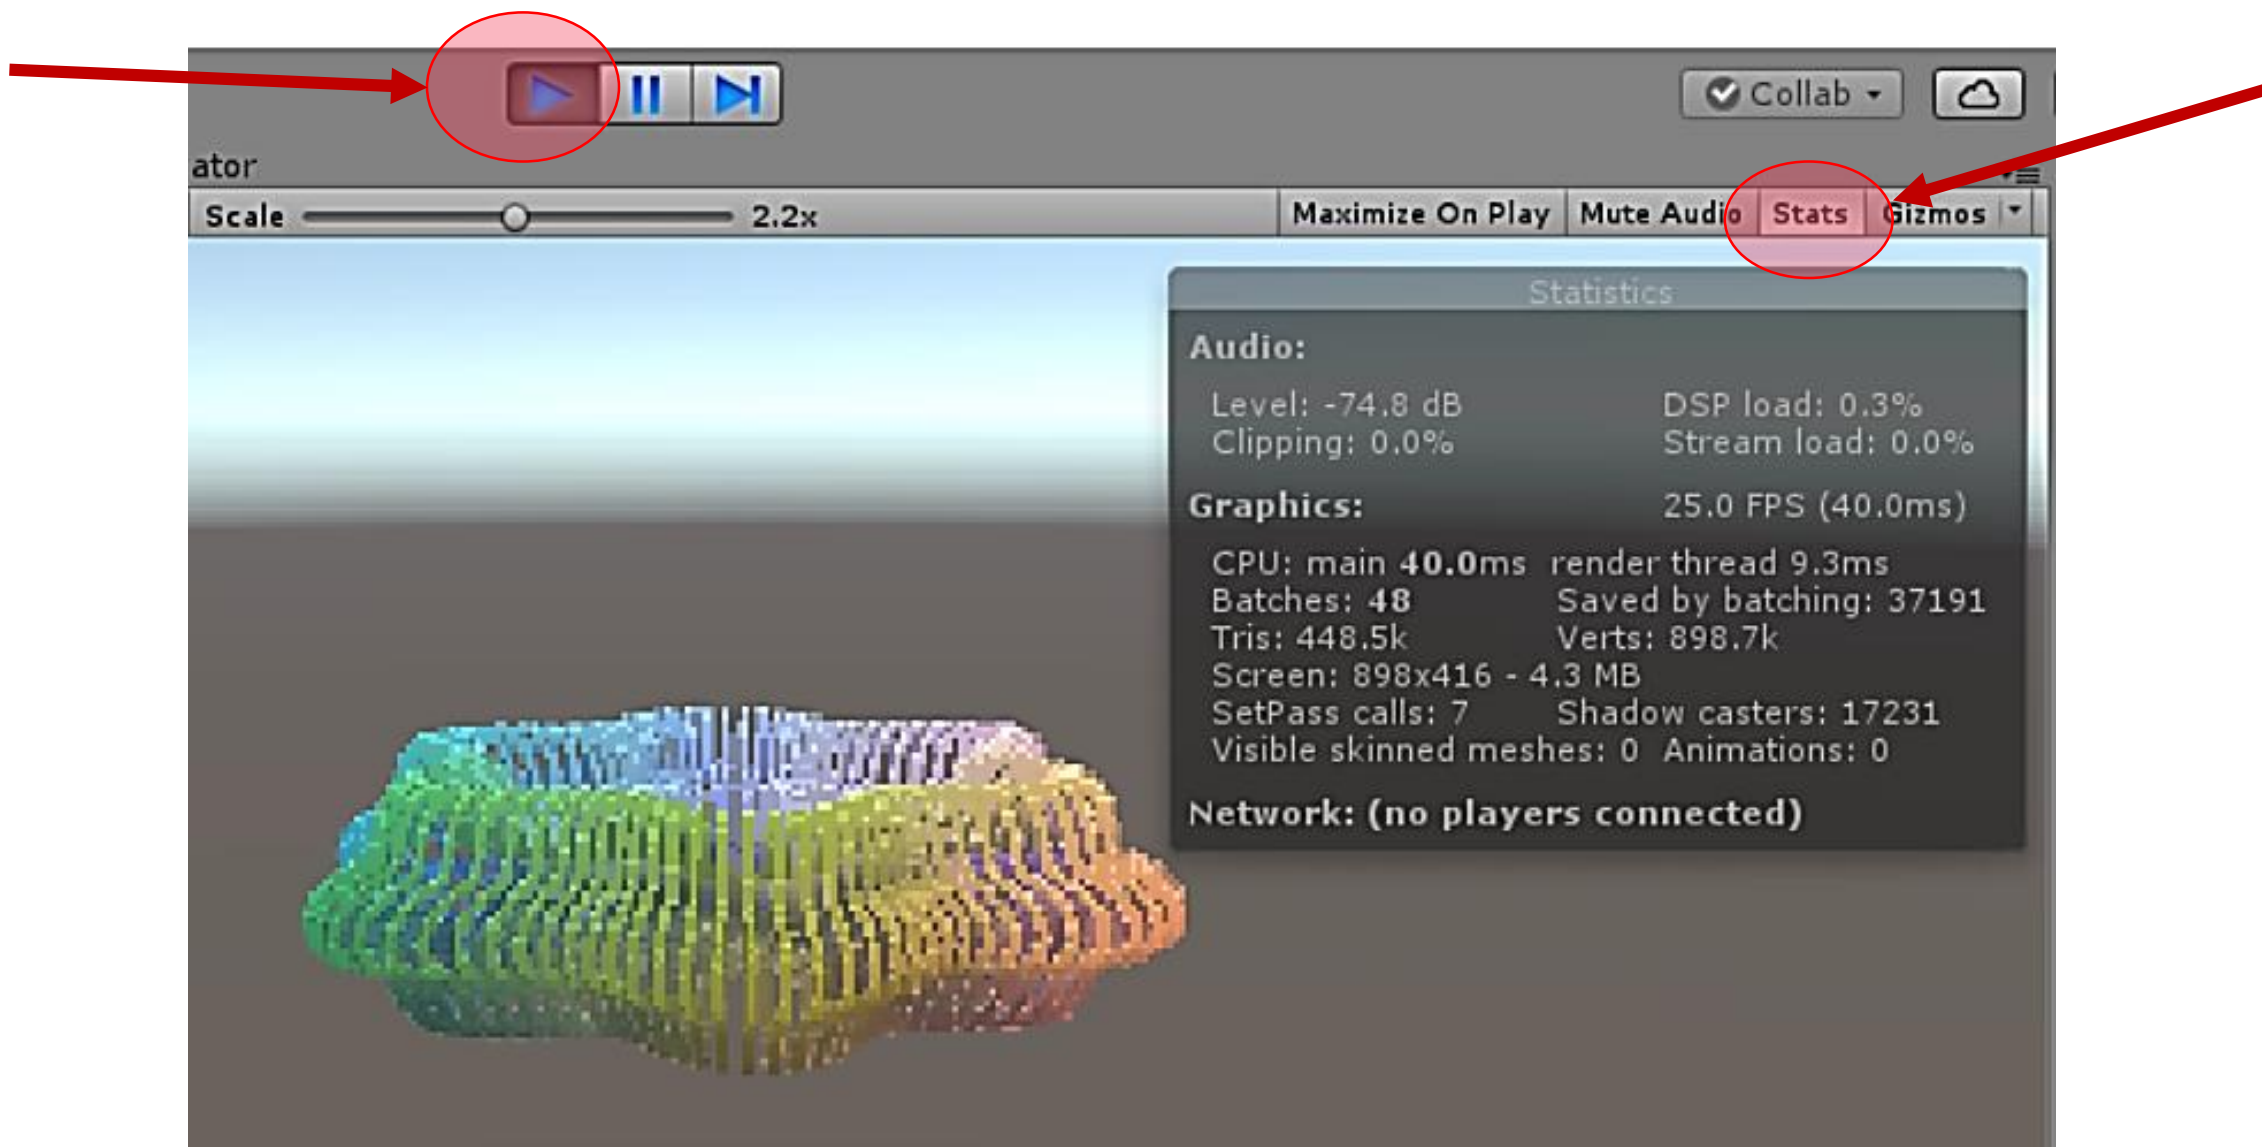 Collab
ator
Scale 2.2x Maximize On Play Mute Audio Stats Gizmos
Statistics
Audio:
Level: -74.8 dB DSP load: 0.3%
Clipping: 0.0% Stream load: 0.0%
Graphics: 25.0 FPS (40.0ms)
CPU: main 40.0ms render thread 9.3ms
Batches: 48 Saved by batching: 37191
Tris: 448.5k Verts: 898.7k
Screen: 898x416 - 4.3 MB
SetPass calls: 7 Shadow casters: 17231
Visible skinned meshes: 0 Animations: 0
Network: (no players connected)